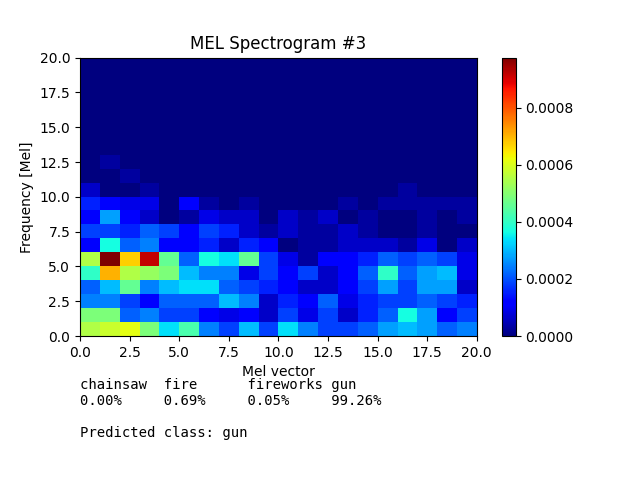 MEL Spectrogram #3
20.0
17.5
15.0
12.5
10.0
7.5
5.0
2.5
0.0
Frequency [Mel]
0.0 2.5 5.0 7.5 10.0 12.5 15.0 17.5 20.0
Mel vector
0.0008
0.0006
0.0004
0.0002
0.0000
chainsaw fire fireworks gun
0.00% 0.69% 0.05% 99.26%
Predicted class: gun